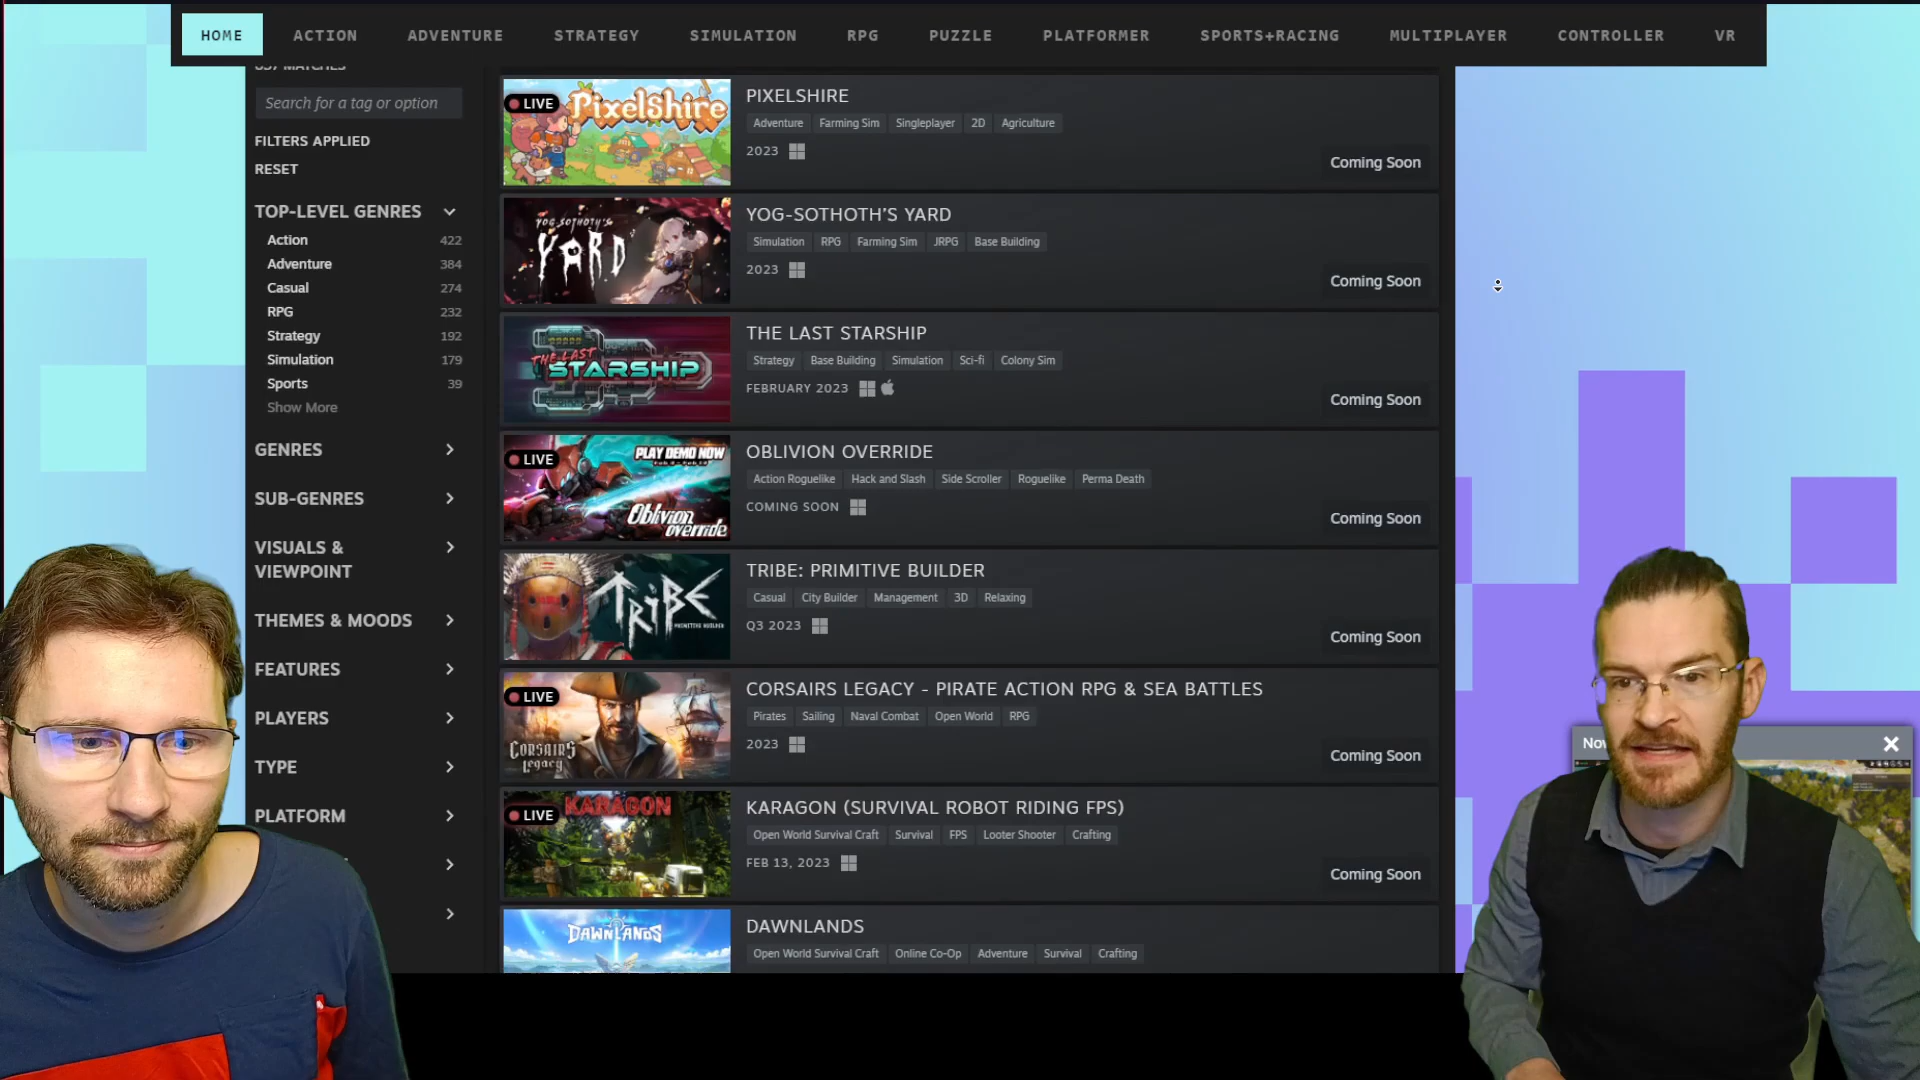 HOME ACTION ADVENTURE STRATEGY SIMULATION RPG PUZZLE PLATFORMER SPORTS+RACING MULTIPLAYER CONTROLLER VR
857 MATCHES
Search for a tag or option
FILTERS APPLIED
RESET
TOP-LEVEL GENRES
Action 422
Adventure 384
Casual 274
RPG 232
Strategy 192
Simulation 179
Sports 39
Show More
GENRES
SUB-GENRES
VISUALS &
VIEWPOINT
THEMES & MOODS
FEATURES
PLAYERS
TYPE
PLATFORM
LIVE
PixelShire
PIXELSHIRE
Adventure Farming Sim Singleplayer 2D Agriculture
2023
Coming Soon
YOG-SOTHOTH'S
YARD
YOG-SOTHOTH'S YARD
Simulation RPG Farming Sim JRPG Base Building
2023
Coming Soon
THE LAST
STARSHIP
THE LAST STARSHIP
Strategy Base Building Simulation Sci-fi Colony Sim
FEBRUARY 2023
Coming Soon
LIVE
PLAY DEMO NOW
Oblivion
override
OBLIVION OVERRIDE
Action Roguelike Hack and Slash Side Scroller Roguelike Perma Death
COMING SOON
Coming Soon
TRIBE
PRIMITIVE BUILDER
TRIBE: PRIMITIVE BUILDER
Casual City Builder Management 3D Relaxing
Q3 2023
Coming Soon
LIVE
CORSAIRS
Legacy
CORSAIRS LEGACY - PIRATE ACTION RPG & SEA BATTLES
Pirates Sailing Naval Combat Open World RPG
2023
Coming Soon
LIVE
KARAGON
KARAGON (SURVIVAL ROBOT RIDING FPS)
Open World Survival Craft Survival FPS Looter Shooter Crafting
FEB 13, 2023
Coming Soon
DAWNLANDS
DAWNLANDS
Open World Survival Craft Online Co-Op Adventure Survival Crafting